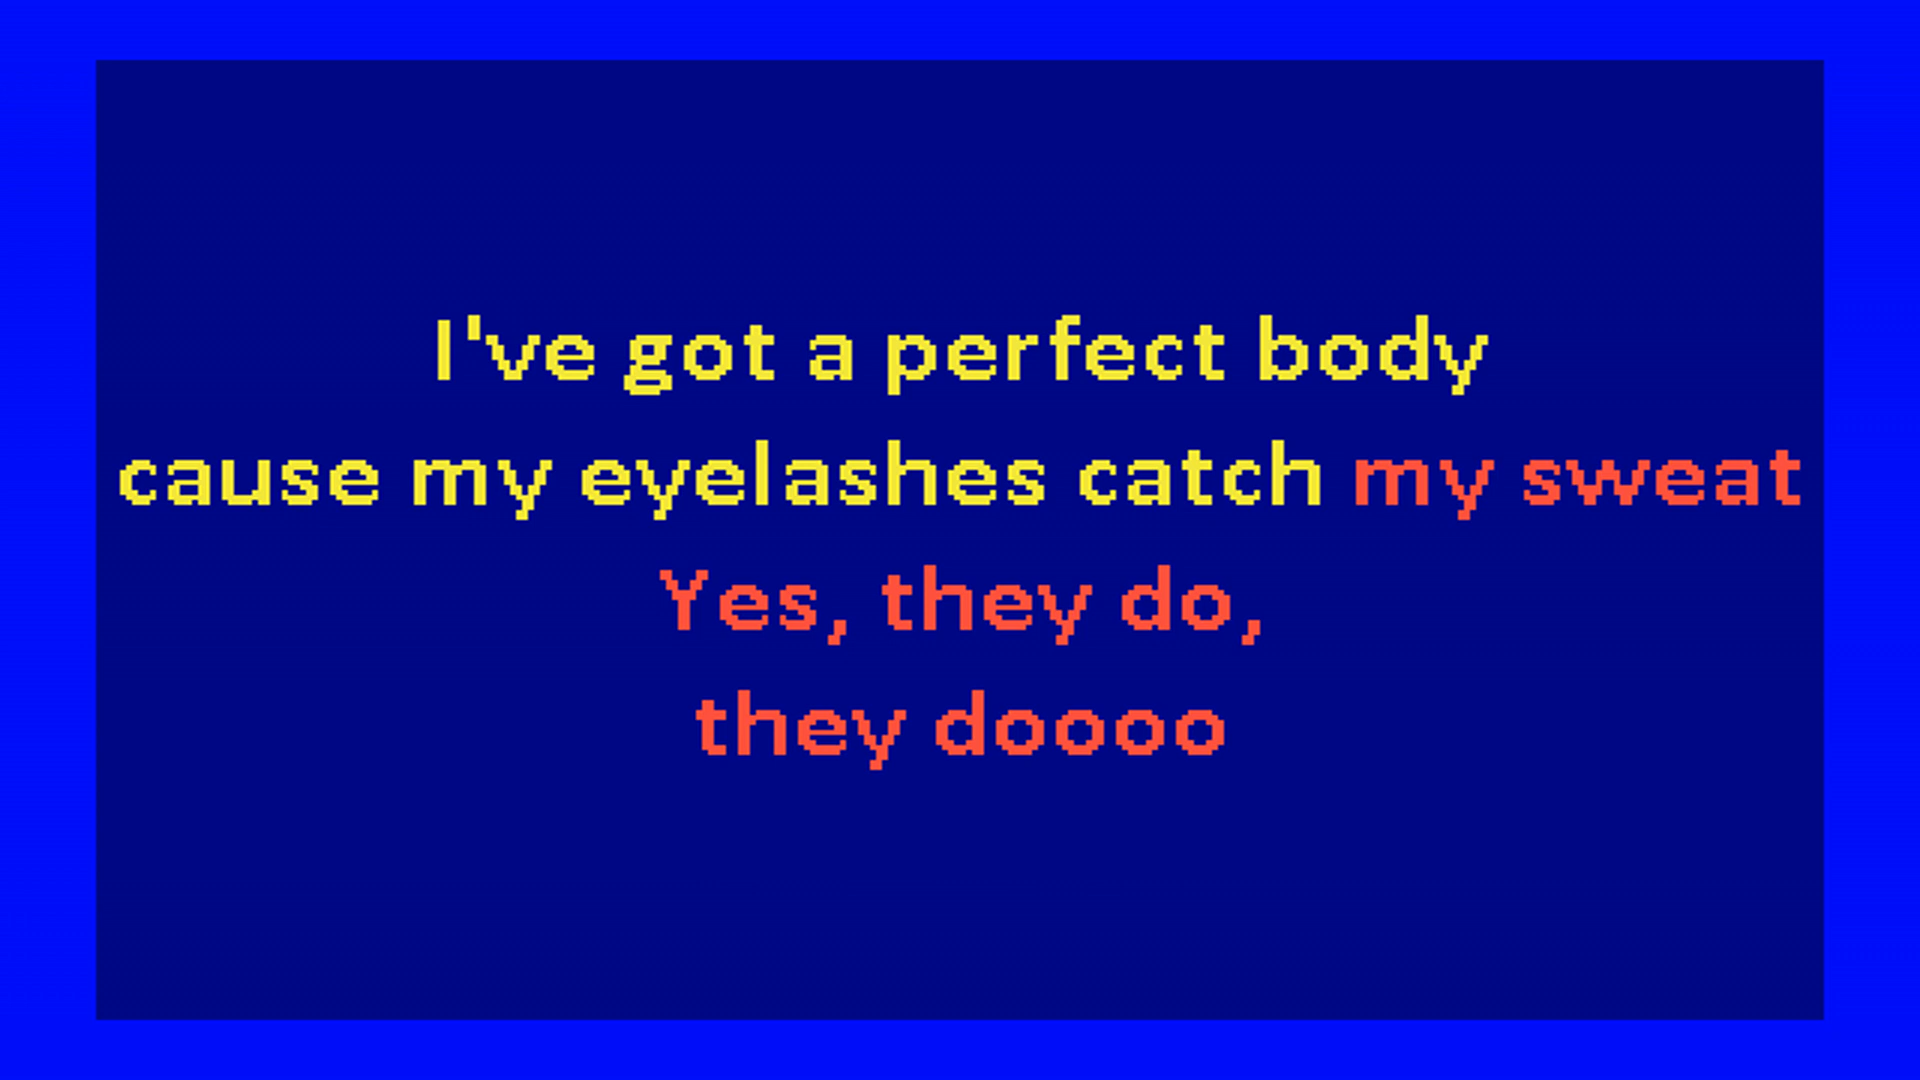 I've got a perfect body
cause my eyelashes catch my sweat
Yes, they do,
they doooo